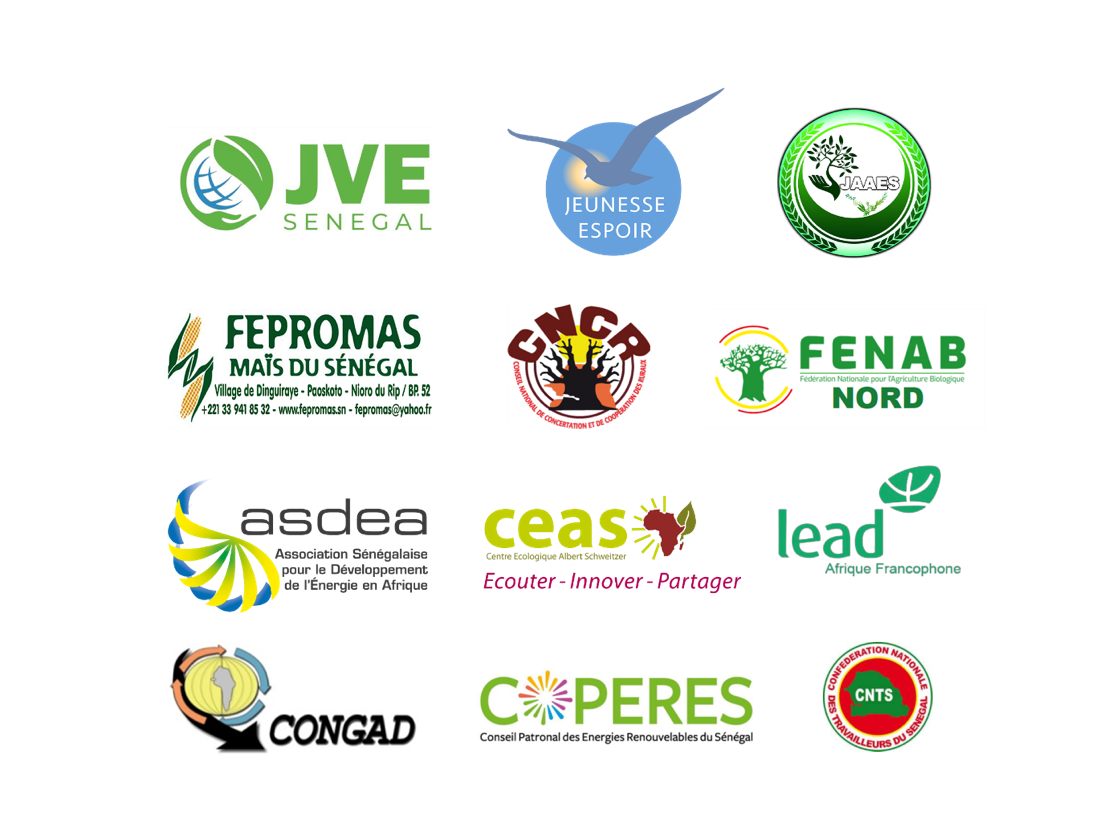 JVE
SENEGAL
JEUNESSE
ESPOIR
JAAES
FEPROMAS
MAÏS DU SÉNÉGAL
Village de Dinguiraye - Paoskoto - Nioro du Rip / BP. 52
+221 33 941 85 32 - www.fepromas.sn - fepromas@yahoo.fr
CNCR
CONSEIL NATIONAL DE CONCERTATION ET DE COOPÉRATION DES RURAUX
FENAB
Fédération Nationale pour l'Agriculture Biologique
NORD
asdea
Association Sénégalaise
pour le Développement
de l'Énergie en Afrique
ceas
Centre Ecologique Albert Schweitzer
Ecouter - Innover - Partager
lead
Afrique Francophone
CONGAD
COPERES
Conseil Patronal des Energies Renouvelables du Sénégal
CONFEDERATION NATIONALE
DES TRAVAILLEURS DU SENEGAL
CNTS